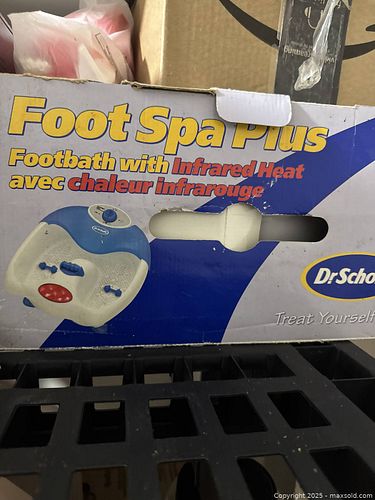 Foot Spa Plus
Footbath with Infrared Heat
avec chaleur infrarouge
Dr Scho
Treat Yourself
Copyright © 2025 - maxsold.com